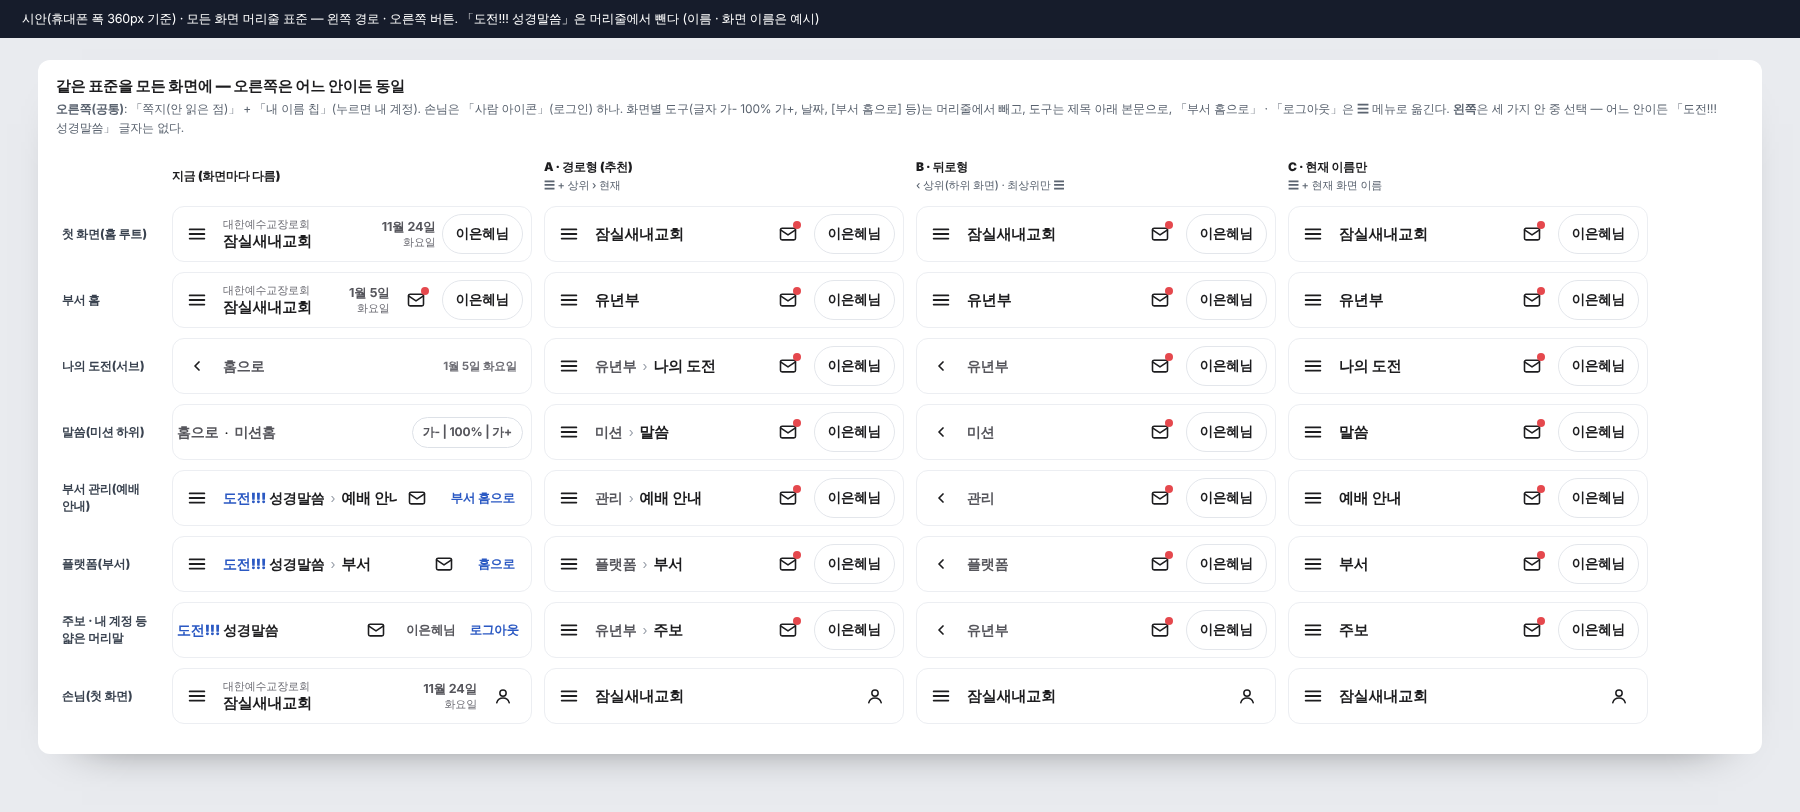 시안(휴대폰 폭 360px 기준) · 모든 화면 머리줄 표준 — 왼쪽 경로 · 오른쪽 버튼. 「도전!!! 성경말씀」은 머리줄에서 뺀다 (이름 · 화면 이름은 예시)
같은 표준을 모든 화면에 — 오른쪽은 어느 안이든 동일
오른쪽(공통): 「쪽지(안 읽은 점)」 + 「내 이름 칩」(누르면 내 계정). 손님은 「사람 아이콘」(로그인) 하나. 화면별 도구(글자 가- 100% 가+, 날짜, [부서 홈으로] 등)는 머리줄에서 빼고, 도구는 제목 아래 본문으로, 「부서 홈으로」 · 「로그아웃」은 ☰ 메뉴로 옮긴다. 왼쪽은 세 가지 안 중 선택 — 어느 안이든 「도전!!!
성경말씀」 글자는 없다.
지금 (화면마다 다름)
A · 경로형 (추천)
☰ + 상위 › 현재
B · 뒤로형
‹ 상위(하위 화면) · 최상위만 ☰
C · 현재 이름만
☰ + 현재 화면 이름
첫 화면(홈 루트)
대한예수교장로회
잠실새내교회
11월 24일
화요일
이은혜님
잠실새내교회
이은혜님
잠실새내교회
이은혜님
잠실새내교회
이은혜님
부서 홈
대한예수교장로회
잠실새내교회
1월 5일
화요일
이은혜님
유년부
이은혜님
유년부
이은혜님
유년부
이은혜님
나의 도전(서브)
‹ 홈으로
1월 5일 화요일
유년부 › 나의 도전
이은혜님
‹ 유년부
이은혜님
나의 도전
이은혜님
말씀(미션 하위)
홈으로 · 미션홈
가- | 100% | 가+
미션 › 말씀
이은혜님
‹ 미션
이은혜님
말씀
이은혜님
부서 관리(예배
안내)
도전!!! 성경말씀 › 예배 안
부서 홈으로
관리 › 예배 안내
이은혜님
‹ 관리
이은혜님
예배 안내
이은혜님
플랫폼(부서)
도전!!! 성경말씀 › 부서
홈으로
플랫폼 › 부서
이은혜님
‹ 플랫폼
이은혜님
부서
이은혜님
주보 · 내 계정 등
얇은 머리말
도전!!! 성경말씀
이은혜님
로그아웃
유년부 › 주보
이은혜님
‹ 유년부
이은혜님
주보
이은혜님
손님(첫 화면)
대한예수교장로회
잠실새내교회
11월 24일
화요일
잠실새내교회
잠실새내교회
잠실새내교회